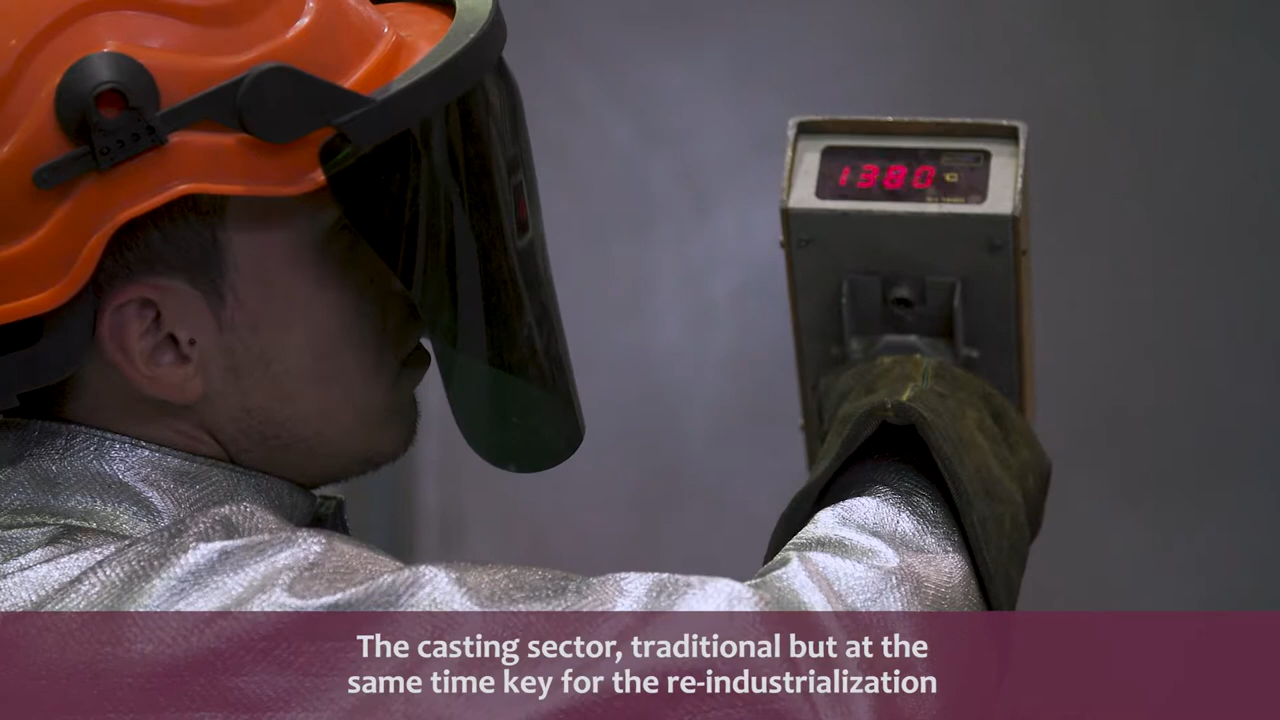 1380 °C
The casting sector, traditional but at the
same time key for the re-industrialization